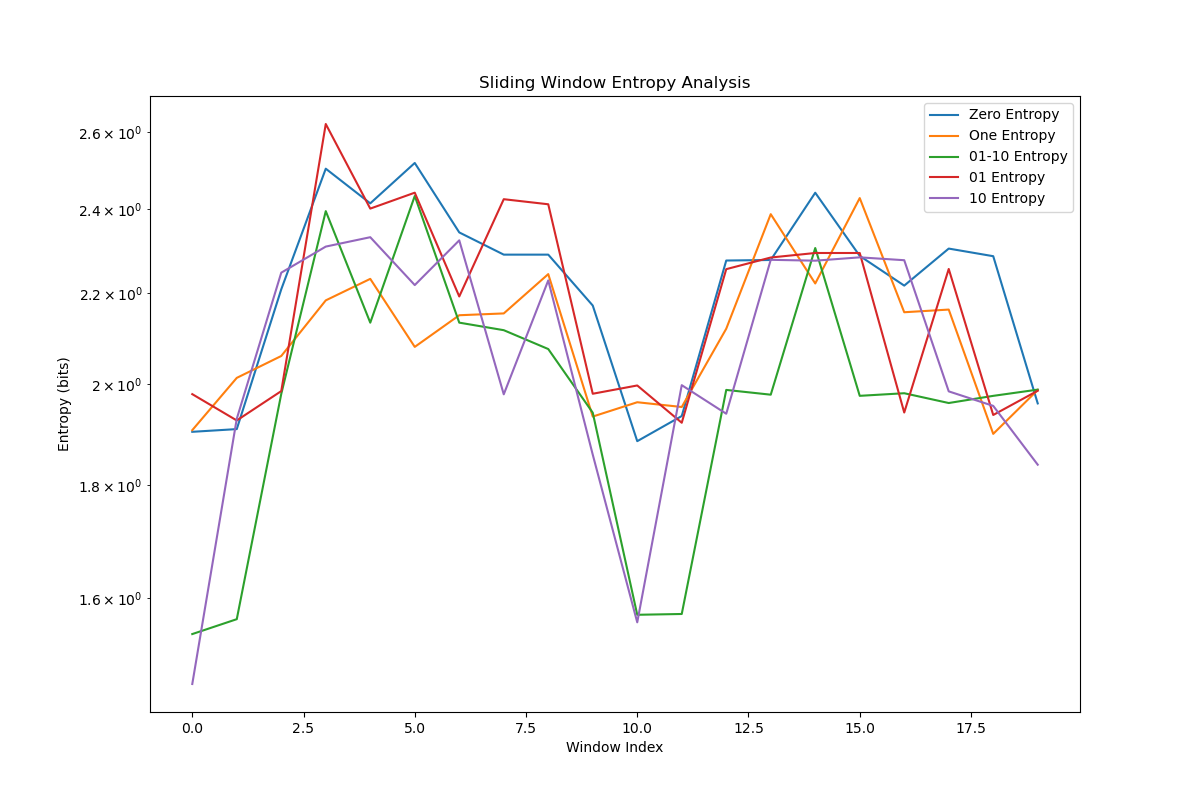 Sliding Window Entropy Analysis
Zero Entropy
One Entropy
01-10 Entropy
01 Entropy
10 Entropy
2.6 × 10⁰
2.4 × 10⁰
2.2 × 10⁰
2 × 10⁰
1.8 × 10⁰
1.6 × 10⁰
Entropy (bits)
0.0 2.5 5.0 7.5 10.0 12.5 15.0 17.5
Window Index